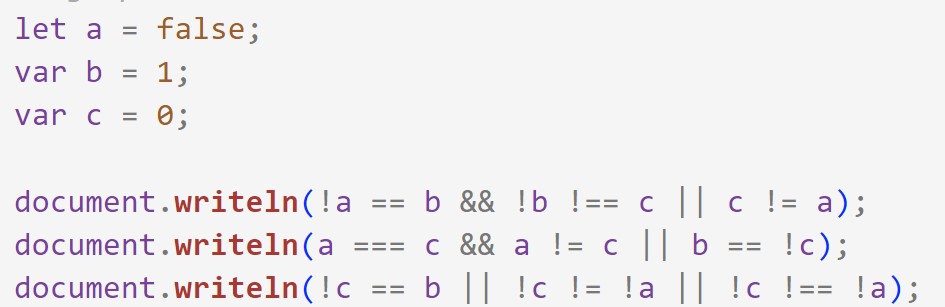 let a = false;
var b = 1;
var c = 0;
document.writeln(!a == b && !b !== c || c != a);
document.writeln(a === c && a != c || b == !c);
document.writeln(!c == b || !c != !a || !c !== !a);